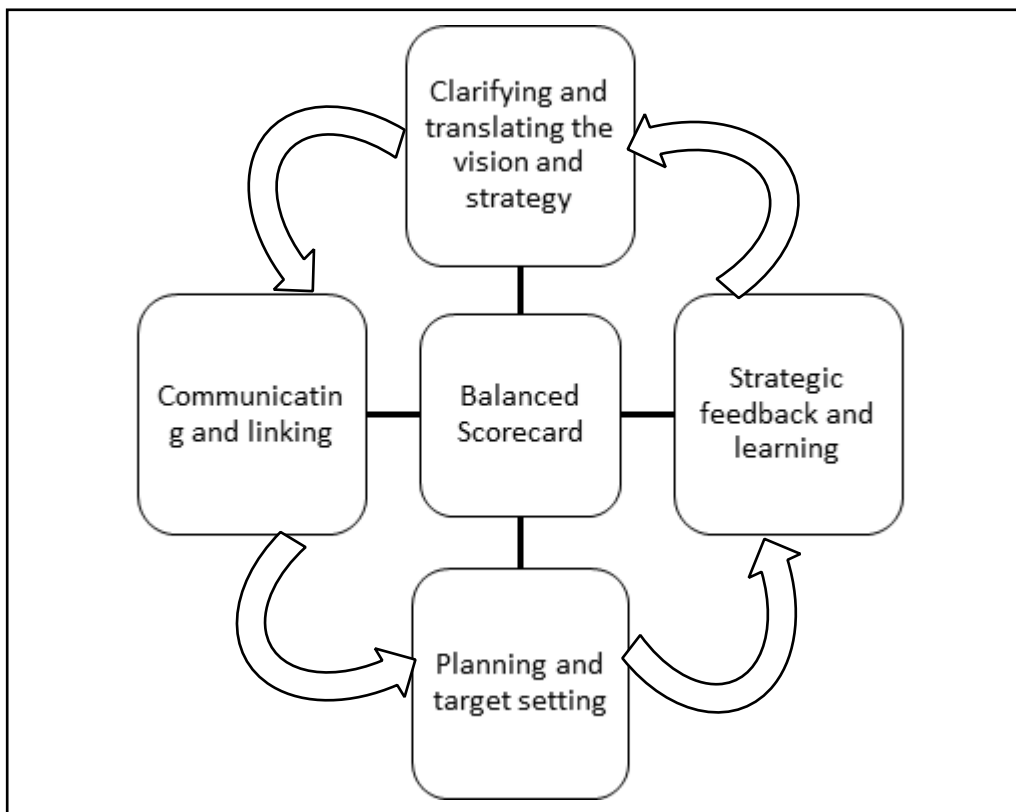 Clarifying and
translating the
vision and
strategy
Communicatin
g and linking
Balanced
Scorecard
Strategic
feedback and
learning
Planning and
target setting